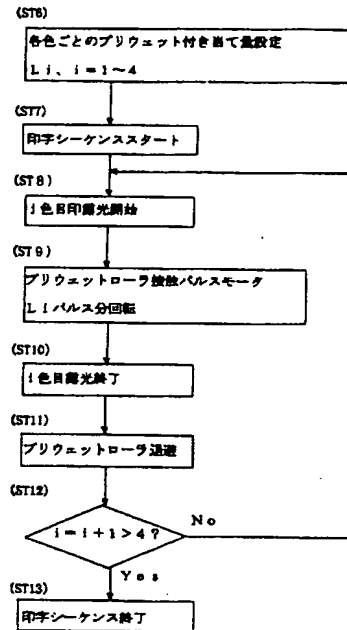 (ST6)
各色ごとのプリウェット付き当て量設定
Li、i=1〜4
(ST7)
印字シーケンススタート
(ST8)
i色目印露光開始
(ST9)
プリウェットローラ接触パルスモータ
Liパルス分回転
(ST10)
i色目露光終了
(ST11)
プリウェットローラ退避
(ST12)
i=i+1>4?
No
Yes
(ST13)
印字シーケンス終了